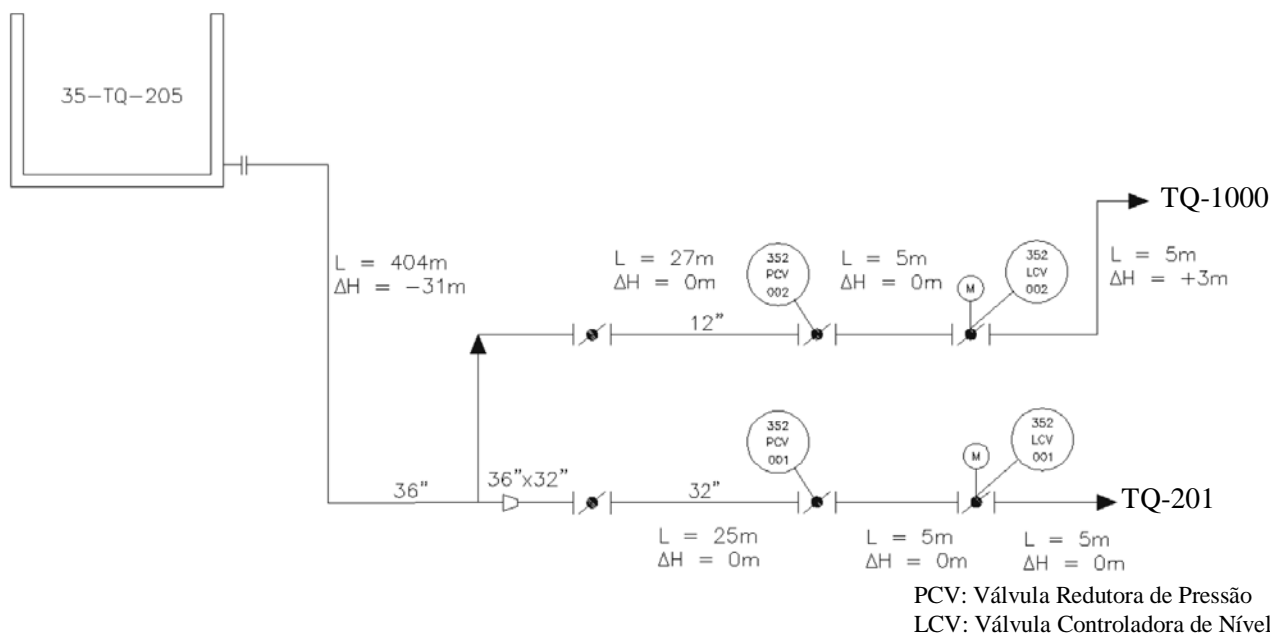 35-TQ-205
TQ-1000
L = 404m
ΔH = -31m
L = 27m
ΔH = 0m
352
PCV
002
L = 5m
ΔH = 0m
M
352
LCV
002
L = 5m
ΔH = +3m
12"
352
PCV
001
M
352
LCV
001
36"
36"x32"
32"
TQ-201
L = 25m
ΔH = 0m
L = 5m
ΔH = 0m
L = 5m
ΔH = 0m
PCV: Válvula Redutora de Pressão
LCV: Válvula Controladora de Nível